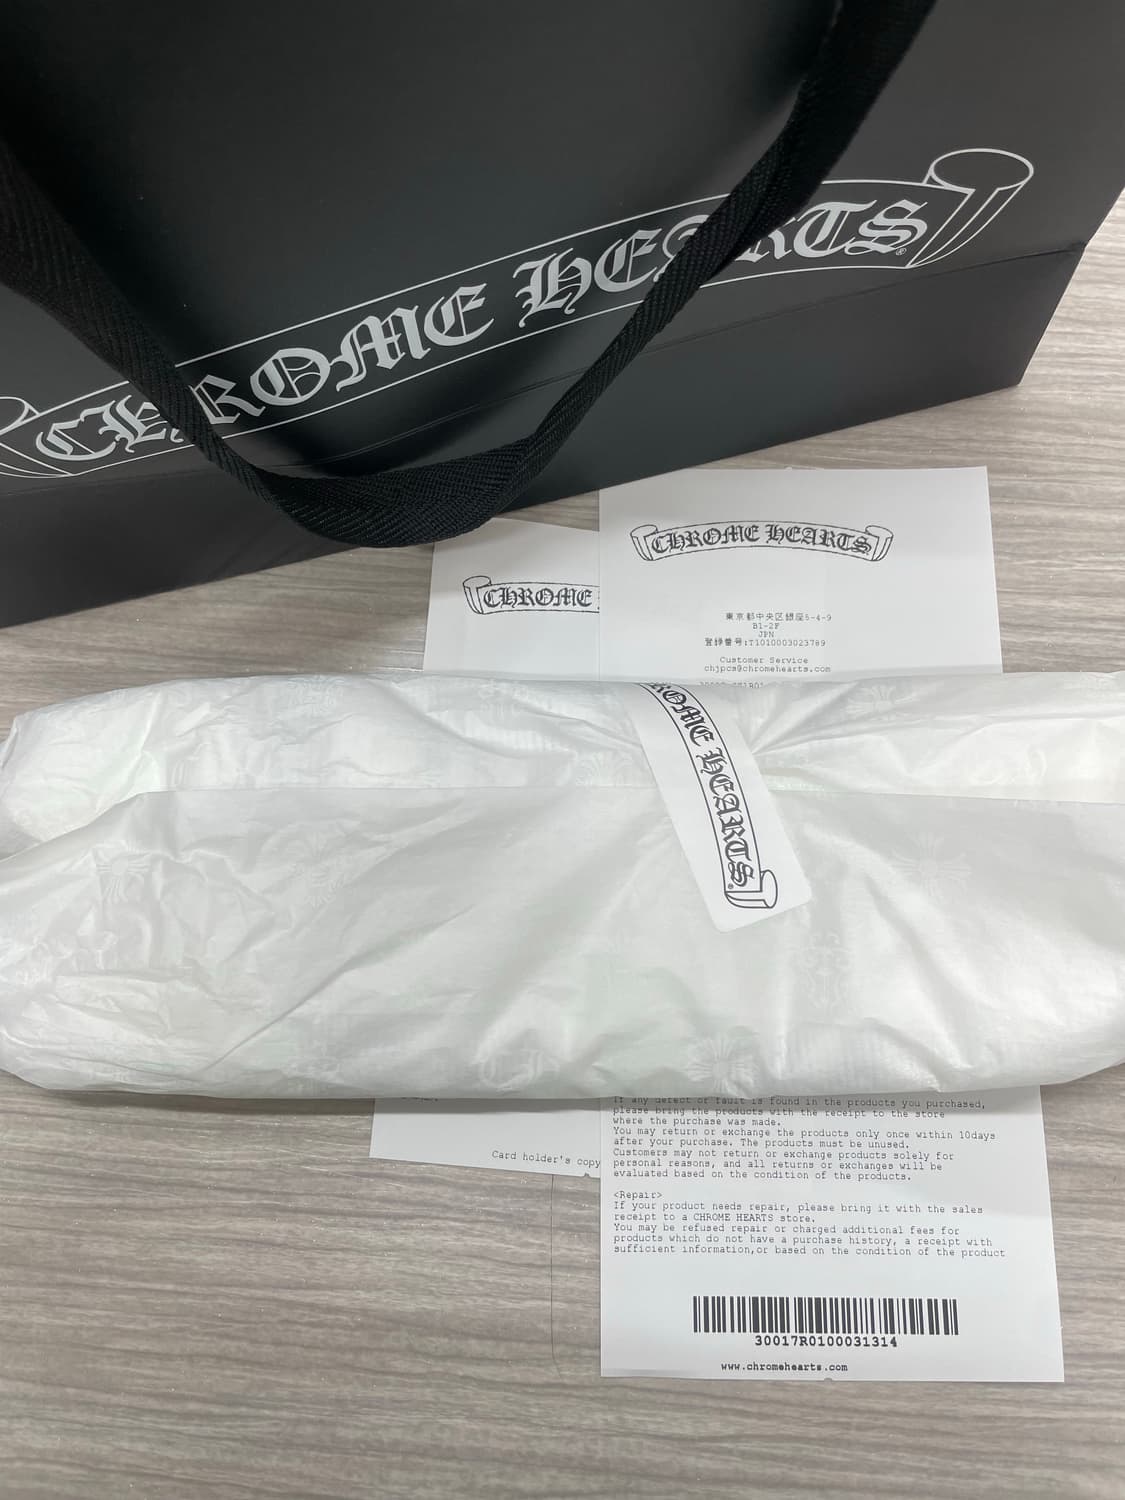 CHROME HEARTS
CHROME HEARTS
CHROME
東京都中央区銀座5-4-9
B1-2F
JPN
登録番号:T1010003023789
Customer Service
chjpcs@chromehearts.com
ROME HEARTS
If any defect or fault is found in the products you purchased,
please bring the products with the receipt to the store
where the purchase was made.
You may return or exchange the products only once within 10days
after your purchase. The products must be unused.
Customers may not return or exchange products solely for
personal reasons, and all returns or exchanges will be
evaluated based on the condition of the products.
Card holder's copy
<Repair>
If your product needs repair, please bring it with the sales
receipt to a CHROME HEARTS store.
You may be refused repair or charged additional fees for
products which do not have a purchase history, a receipt with
sufficient information,or based on the condition of the product
30017R0100031314
www.chromehearts.com